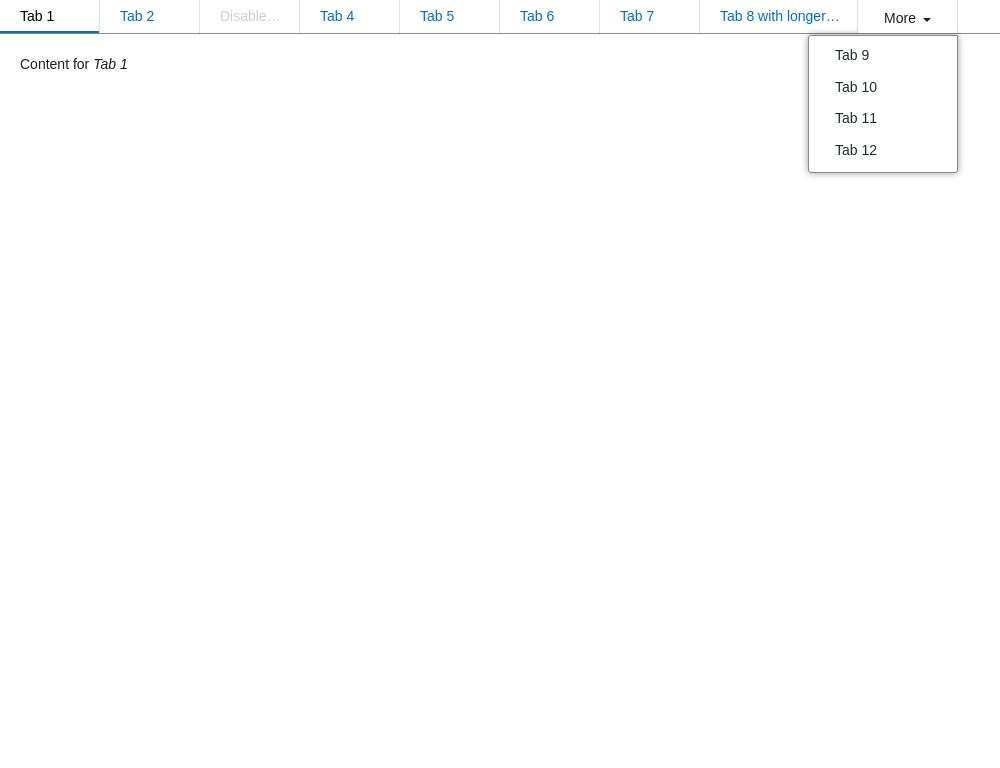 Tab 1 Tab 2 Disable… Tab 4 Tab 5 Tab 6 Tab 7 Tab 8 with longer… More
Content for Tab 1
Tab 9
Tab 10
Tab 11
Tab 12